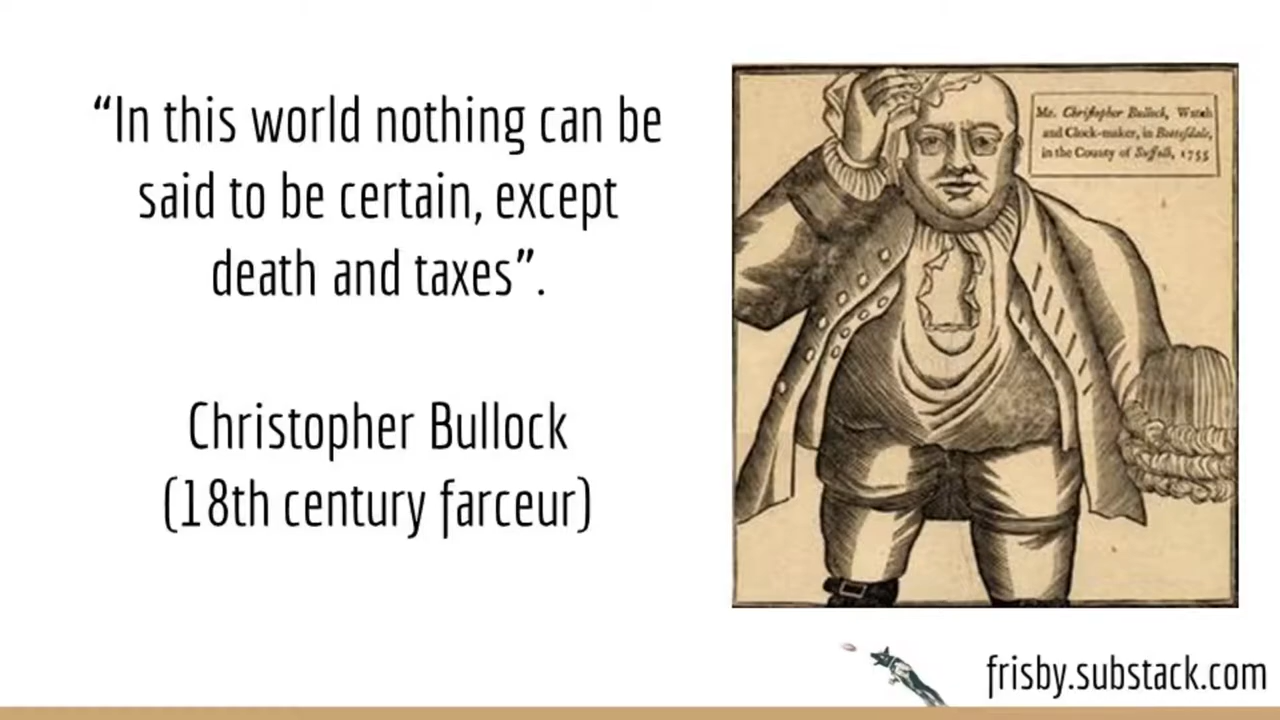 “In this world nothing can be
said to be certain, except
death and taxes”.
Christopher Bullock
(18th century farceur)
Mr. Christopher Bullock, Watch
and Clock-maker, in Bottesdale,
in the County of Suffolk, 1755
frisby.substack.com